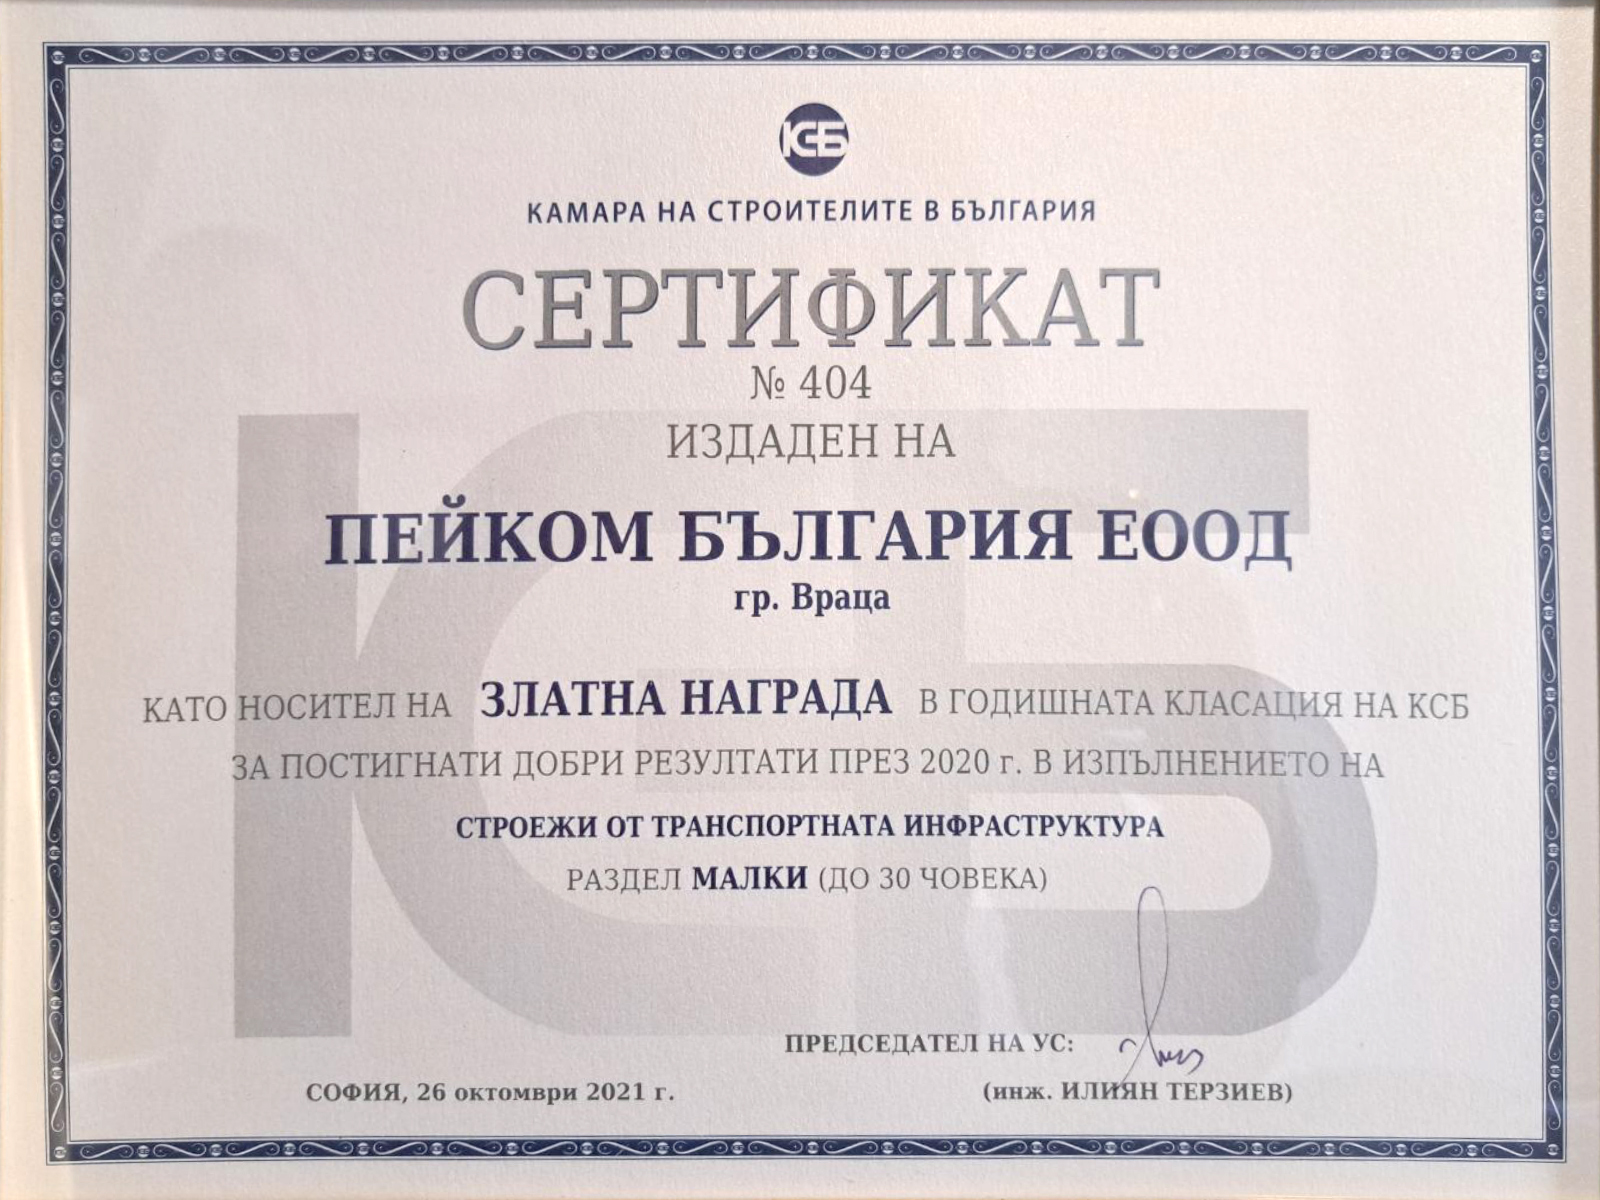 КСБ
КАМАРА НА СТРОИТЕЛИТЕ В БЪЛГАРИЯ
СЕРТИФИКАТ
№ 404
ИЗДАДЕН НА
ПЕЙКОМ БЪЛГАРИЯ ЕООД
гр. Враца
КАТО НОСИТЕЛ НА ЗЛАТНА НАГРАДА В ГОДИШНАТА КЛАСАЦИЯ НА КСБ
ЗА ПОСТИГНАТИ ДОБРИ РЕЗУЛТАТИ ПРЕЗ 2020 г. В ИЗПЪЛНЕНИЕТО НА
СТРОЕЖИ ОТ ТРАНСПОРТНАТА ИНФРАСТРУКТУРА
РАЗДЕЛ МАЛКИ (ДО 30 ЧОВЕКА)
ПРЕДСЕДАТЕЛ НА УС:
СОФИЯ, 26 октомври 2021 г.
(инж. ИЛИЯН ТЕРЗИЕВ)